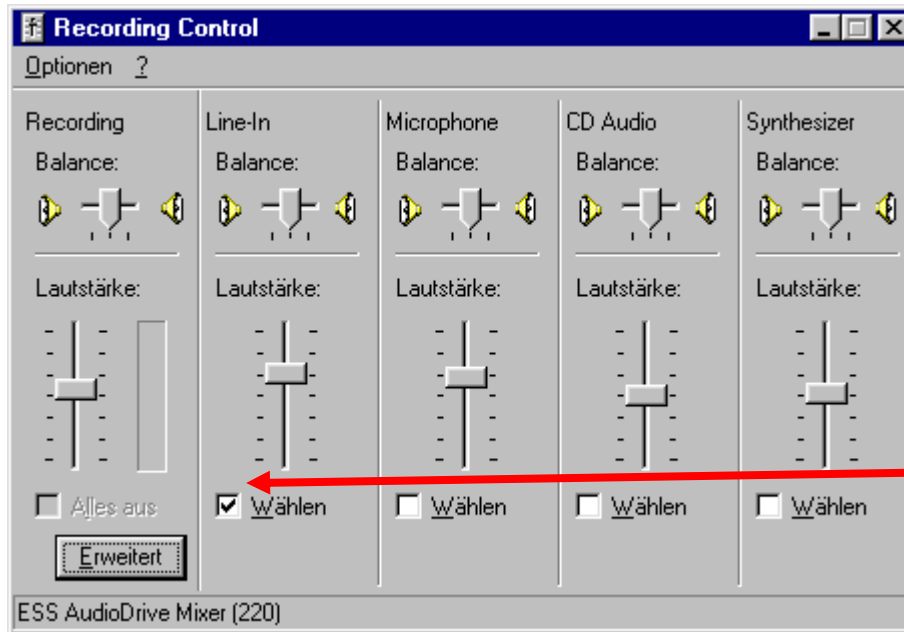 Recording Control
Optionen ?
Recording Line-In Microphone CD Audio Synthesizer
Balance: Balance: Balance: Balance: Balance:
Lautstärke: Lautstärke: Lautstärke: Lautstärke: Lautstärke:
Alles aus Wählen Wählen Wählen Wählen
Erweitert
ESS AudioDrive Mixer (220)